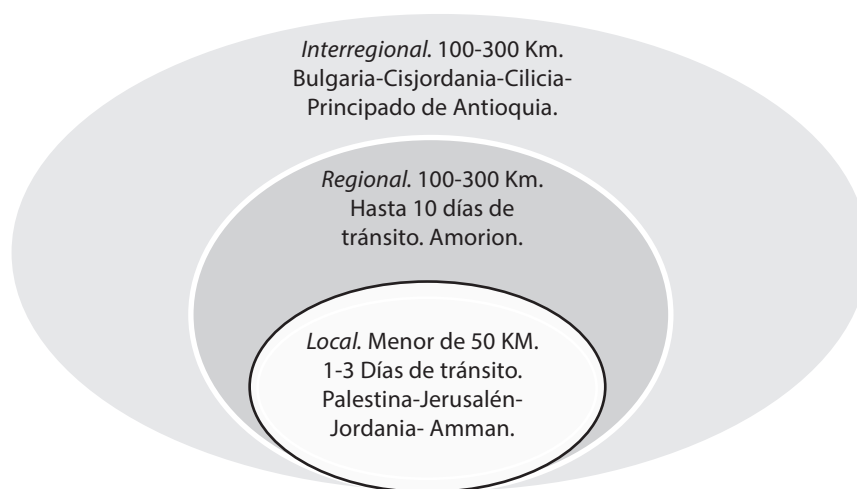 Interregional. 100-300 Km.
Bulgaria-Cisjordania-Cilicia-
Principado de Antioquia.
Regional. 100-300 Km.
Hasta 10 días de
tránsito. Amorion.
Local. Menor de 50 KM.
1-3 Días de tránsito.
Palestina-Jerusalén-
Jordania- Amman.